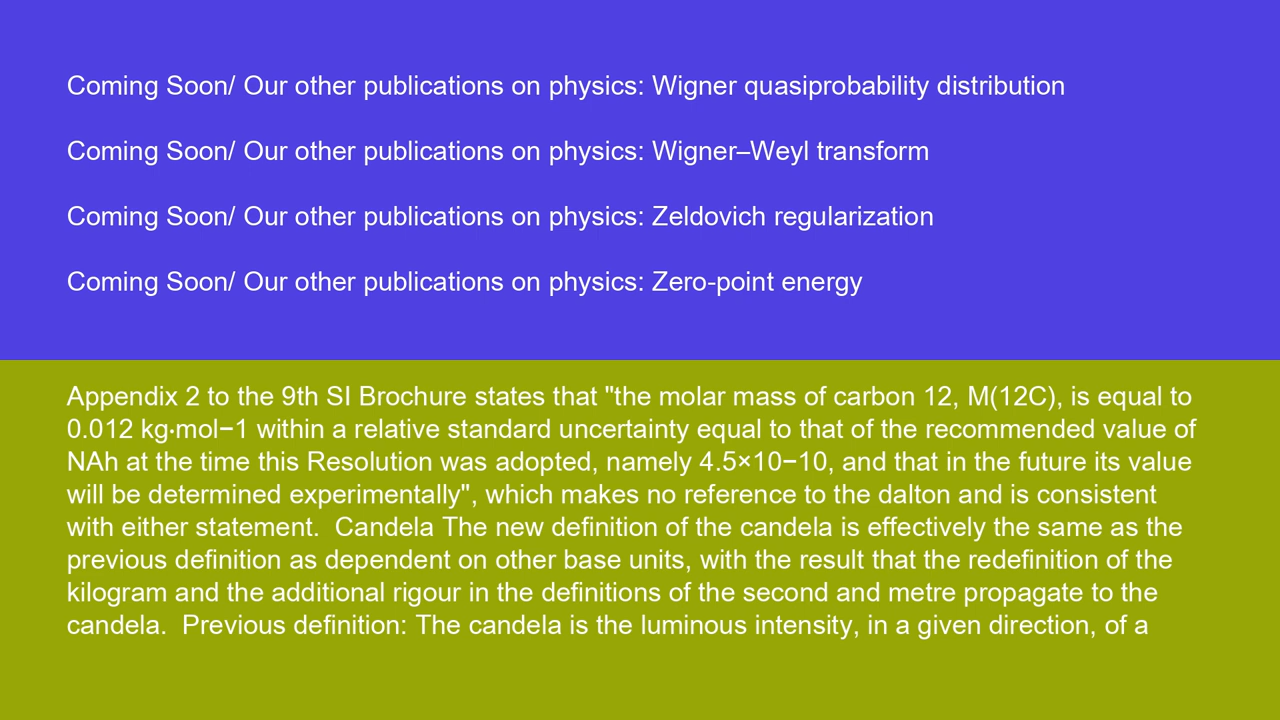 Coming Soon/ Our other publications on physics: Wigner quasiprobability distribution
Coming Soon/ Our other publications on physics: Wigner–Weyl transform
Coming Soon/ Our other publications on physics: Zeldovich regularization
Coming Soon/ Our other publications on physics: Zero-point energy
Appendix 2 to the 9th SI Brochure states that "the molar mass of carbon 12, M(12C), is equal to
0.012 kg⋅mol−1 within a relative standard uncertainty equal to that of the recommended value of
NAh at the time this Resolution was adopted, namely 4.5×10−10, and that in the future its value
will be determined experimentally", which makes no reference to the dalton and is consistent
with either statement.  Candela The new definition of the candela is effectively the same as the
previous definition as dependent on other base units, with the result that the redefinition of the
kilogram and the additional rigour in the definitions of the second and metre propagate to the
candela.  Previous definition: The candela is the luminous intensity, in a given direction, of a